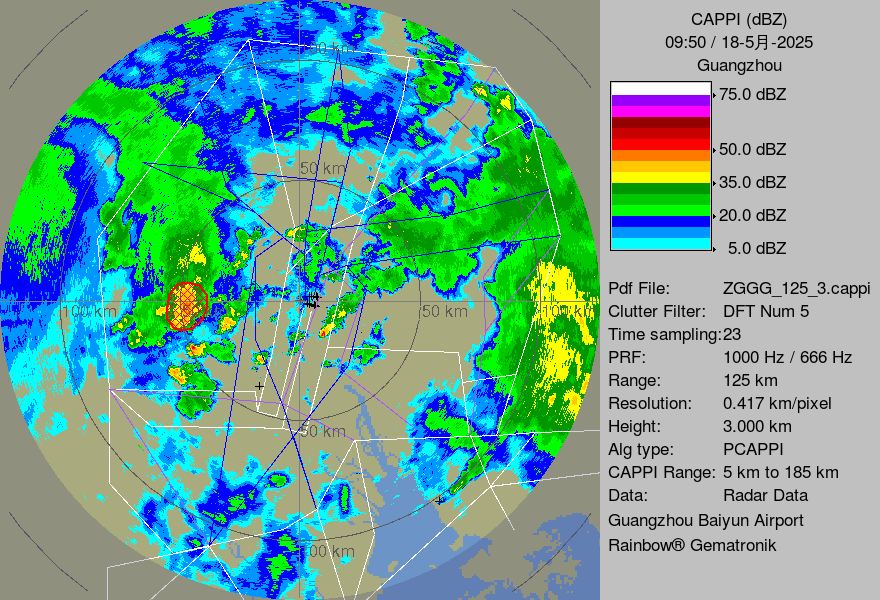 CAPPI (dBZ)
09:50 / 18-5月-2025
Guangzhou
75.0 dBZ
50.0 dBZ
35.0 dBZ
20.0 dBZ
5.0 dBZ
Pdf File: ZGGG_125_3.cappi
Clutter Filter: DFT Num 5
Time sampling:23
PRF: 1000 Hz / 666 Hz
Range: 125 km
Resolution: 0.417 km/pixel
Height: 3.000 km
Alg type: PCAPPI
CAPPI Range: 5 km to 185 km
Data: Radar Data
Guangzhou Baiyun Airport
Rainbow® Gematronik
100 km
50 km
100 km
50 km
100 km
50 km
100 km